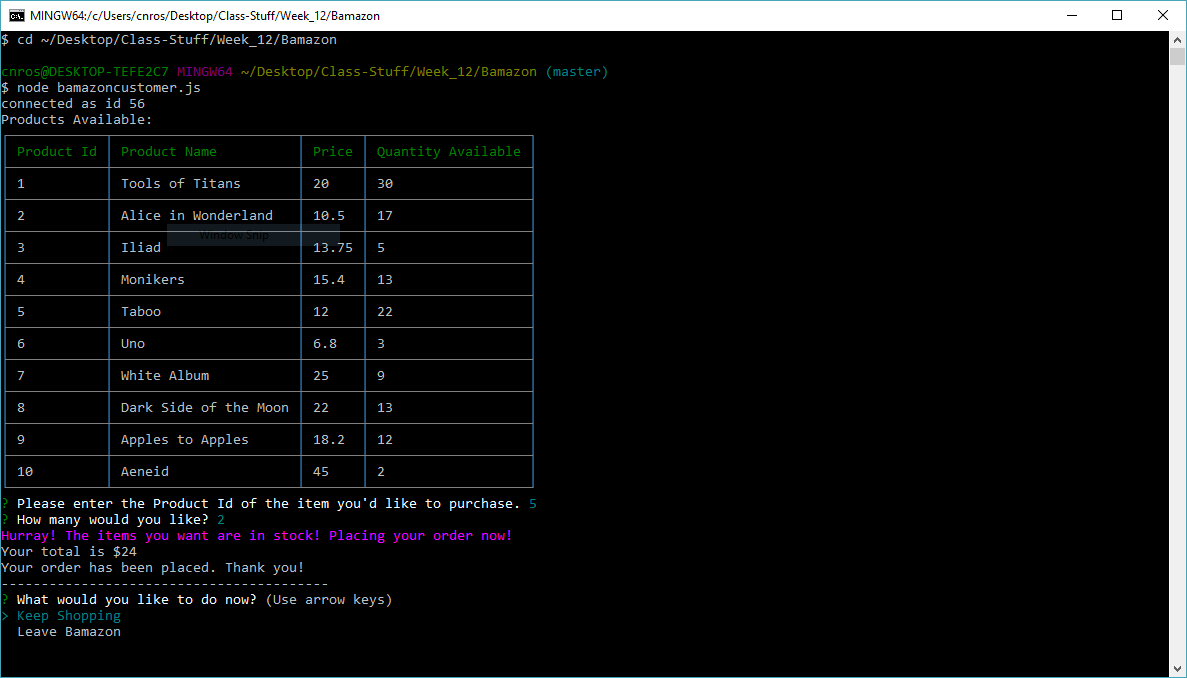 MINGW64:/c/Users/cnros/Desktop/Class-Stuff/Week_12/Bamazon
$ cd ~/Desktop/Class-Stuff/Week_12/Bamazon
cnros@DESKTOP-TEFE2C7 MINGW64 ~/Desktop/Class-Stuff/Week_12/Bamazon (master)
$ node bamazoncustomer.js
connected as id 56
Products Available:
Product Id Product Name Price Quantity Available
1 Tools of Titans 20 30
2 Alice in Wonderland 10.5 17
Window Snip
3 Iliad 13.75 5
4 Monikers 15.4 13
5 Taboo 12 22
6 Uno 6.8 3
7 White Album 25 9
8 Dark Side of the Moon 22 13
9 Apples to Apples 18.2 12
10 Aeneid 45 2
? Please enter the Product Id of the item you'd like to purchase. 5
? How many would you like? 2
Hurray! The items you want are in stock! Placing your order now!
Your total is $24
Your order has been placed. Thank you!
-----------------------------------------
? What would you like to do now? (Use arrow keys)
> Keep Shopping
Leave Bamazon